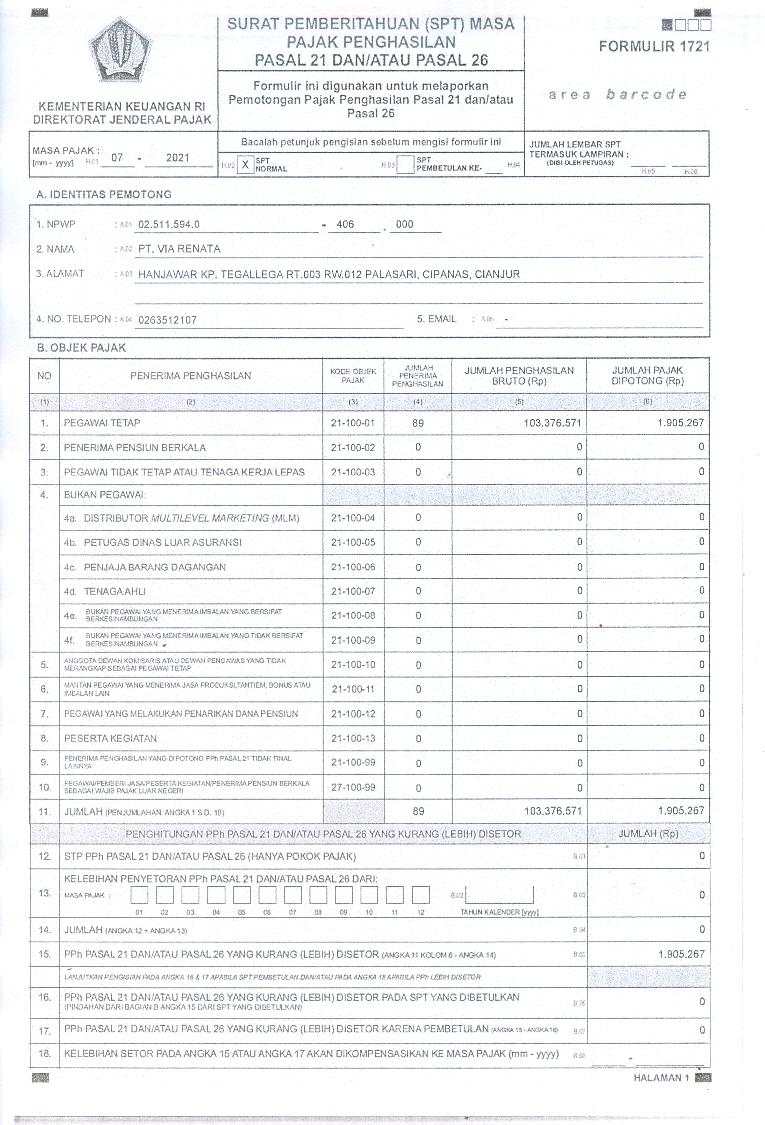 SURAT PEMBERITAHUAN (SPT) MASA
PAJAK PENGHASILAN
PASAL 21 DAN/ATAU PASAL 26
FORMULIR 1721
Formulir ini digunakan untuk melaporkan
Pemotongan Pajak Penghasilan Pasal 21 dan/atau
Pasal 26
area barcode
KEMENTERIAN KEUANGAN RI
DIREKTORAT JENDERAL PAJAK
Bacalah petunjuk pengisian sebelum mengisi formulir ini
MASA PAJAK :
[mm - yyyy] H.01 07 - 2021
H.02 X SPT NORMAL
H.03 SPT PEMBETULAN KE- H.04
JUMLAH LEMBAR SPT
TERMASUK LAMPIRAN :
(DIISI OLEH PETUGAS)
H.05 H.06
A. IDENTITAS PEMOTONG
1. NPWP : A.01 02.511.594.0 - 406 . 000
2. NAMA : A.02 PT. VIA RENATA
3. ALAMAT : A.03 HANJAWAR KP. TEGALLEGA RT.003 RW.012 PALASARI, CIPANAS, CIANJUR
4. NO. TELEPON : A.04 0263512107 5. EMAIL : A.05 -
B. OBJEK PAJAK
NO PENERIMA PENGHASILAN KODE OBJEK PAJAK JUMLAH PENERIMA PENGHASILAN JUMLAH PENGHASILAN BRUTO (Rp) JUMLAH PAJAK DIPOTONG (Rp)
(1) (2) (3) (4) (5) (6)
1. PEGAWAI TETAP 21-100-01 89 103.376.571 1.905.267
2. PENERIMA PENSIUN BERKALA 21-100-02 0 0 0
3. PEGAWAI TIDAK TETAP ATAU TENAGA KERJA LEPAS 21-100-03 0 0 0
4. BUKAN PEGAWAI:
4a. DISTRIBUTOR MULTILEVEL MARKETING (MLM) 21-100-04 0 0 0
4b. PETUGAS DINAS LUAR ASURANSI 21-100-05 0 0 0
4c. PENJAJA BARANG DAGANGAN 21-100-06 0 0 0
4d. TENAGA AHLI 21-100-07 0 0 0
4e. BUKAN PEGAWAI YANG MENERIMA IMBALAN YANG BERSIFAT BERKESINAMBUNGAN 21-100-08 0 0 0
4f. BUKAN PEGAWAI YANG MENERIMA IMBALAN YANG TIDAK BERSIFAT BERKESINAMBUNGAN 21-100-09 0 0 0
5. ANGGOTA DEWAN KOMISARIS ATAU DEWAN PENGAWAS YANG TIDAK MERANGKAP SEBAGAI PEGAWAI TETAP 21-100-10 0 0 0
6. MANTAN PEGAWAI YANG MENERIMA JASA PRODUKSI, TANTIEM, BONUS ATAU IMBALAN LAIN 21-100-11 0 0 0
7. PEGAWAI YANG MELAKUKAN PENARIKAN DANA PENSIUN 21-100-12 0 0 0
8. PESERTA KEGIATAN 21-100-13 0 0 0
9. PENERIMA PENGHASILAN YANG DIPOTONG PPh PASAL 21 TIDAK FINAL LAINNYA 21-100-99 0 0 0
10. PEGAWAI/PEMBERI JASA/PESERTA KEGIATAN/PENERIMA PENSIUN BERKALA SEBAGAI WAJIB PAJAK LUAR NEGERI 27-100-99 0 0 0
11. JUMLAH (PENJUMLAHAN ANGKA 1 S.D. 10) 89 103.376.571 1.905.267
PENGHITUNGAN PPh PASAL 21 DAN/ATAU PASAL 26 YANG KURANG (LEBIH) DISETOR JUMLAH (Rp)
12. STP PPh PASAL 21 DAN/ATAU PASAL 26 (HANYA POKOK PAJAK) B.01 0
13. KELEBIHAN PENYETORAN PPh PASAL 21 DAN/ATAU PASAL 26 DARI:
MASA PAJAK : B.02 B.03 0
01 02 03 04 05 06 07 08 09 10 11 12 TAHUN KALENDER [yyyy]
14. JUMLAH (ANGKA 12 + ANGKA 13) B.04 0
15. PPh PASAL 21 DAN/ATAU PASAL 26 YANG KURANG (LEBIH) DISETOR (ANGKA 11 KOLOM 6 - ANGKA 14) B.05 1.905.267
LANJUTKAN PENGISIAN PADA ANGKA 16 & 17 APABILA SPT PEMBETULAN DAN/ATAU PADA ANGKA 18 APABILA PPh LEBIH DISETOR
16. PPh PASAL 21 DAN/ATAU PASAL 26 YANG KURANG (LEBIH) DISETOR PADA SPT YANG DIBETULKAN B.06 0
(PINDAHAN DARI BAGIAN B ANGKA 15 DARI SPT YANG DIBETULKAN)
17. PPh PASAL 21 DAN/ATAU PASAL 26 YANG KURANG (LEBIH) DISETOR KARENA PEMBETULAN (ANGKA 15 - ANGKA 16) B.07 0
18. KELEBIHAN SETOR PADA ANGKA 15 ATAU ANGKA 17 AKAN DIKOMPENSASIKAN KE MASA PAJAK (mm - yyyy) B.08 -
HALAMAN 1